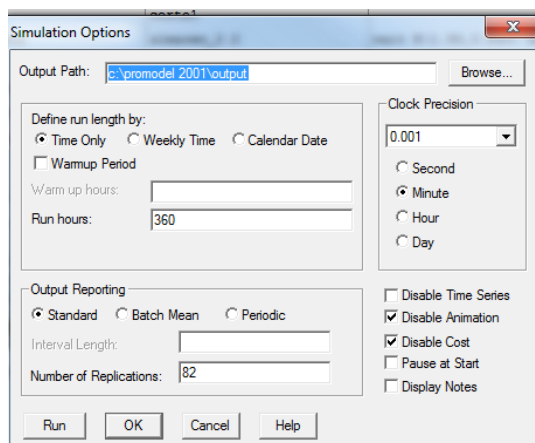 Simulation Options
Output Path: c:\promodel 2001\output Browse...
Define run length by:
Time Only Weekly Time Calendar Date
Warmup Period
Warm up hours:
Run hours: 360
Clock Precision
0.001
Second
Minute
Hour
Day
Output Reporting
Standard Batch Mean Periodic
Interval Length:
Number of Replications: 82
Disable Time Series
Disable Animation
Disable Cost
Pause at Start
Display Notes
Run OK Cancel Help